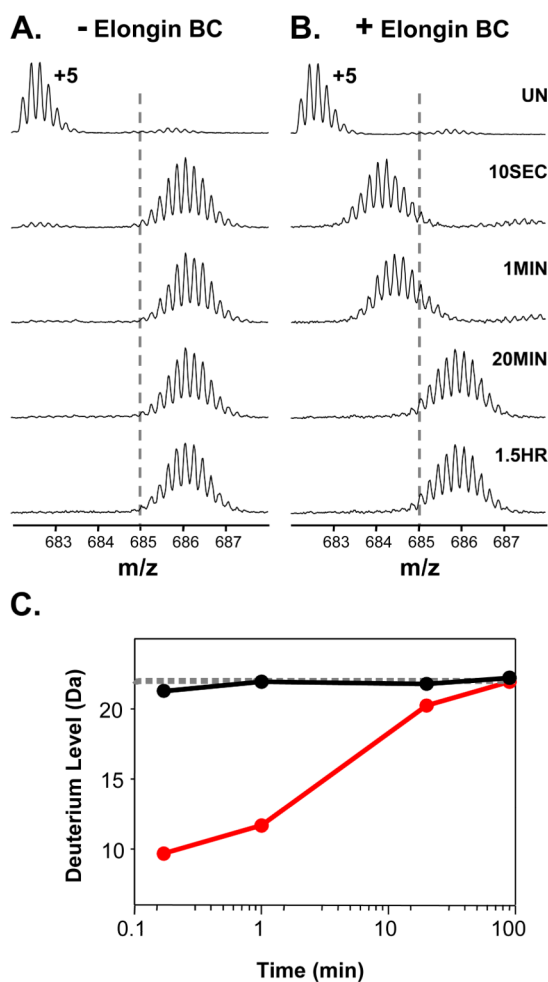 A. - Elongin BC
B. + Elongin BC
+5
+5
UN
10SEC
1MIN
20MIN
1.5HR
683 684 685 686 687
683 684 685 686 687
m/z
m/z
C.
Deuterium Level (Da)
20
15
10
0.1 1 10 100
Time (min)